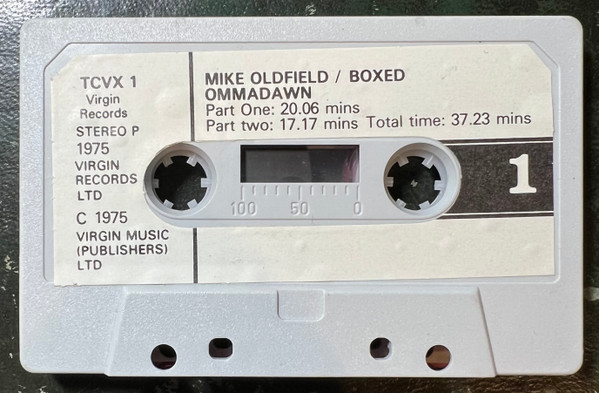 TCVX 1
Virgin
Records
STEREO P
1975
VIRGIN
RECORDS
LTD
C 1975
VIRGIN MUSIC
(PUBLISHERS)
LTD
MIKE OLDFIELD / BOXED
OMMADAWN
Part One: 20.06 mins
Part two: 17.17 mins Total time: 37.23 mins
1
100 50 0